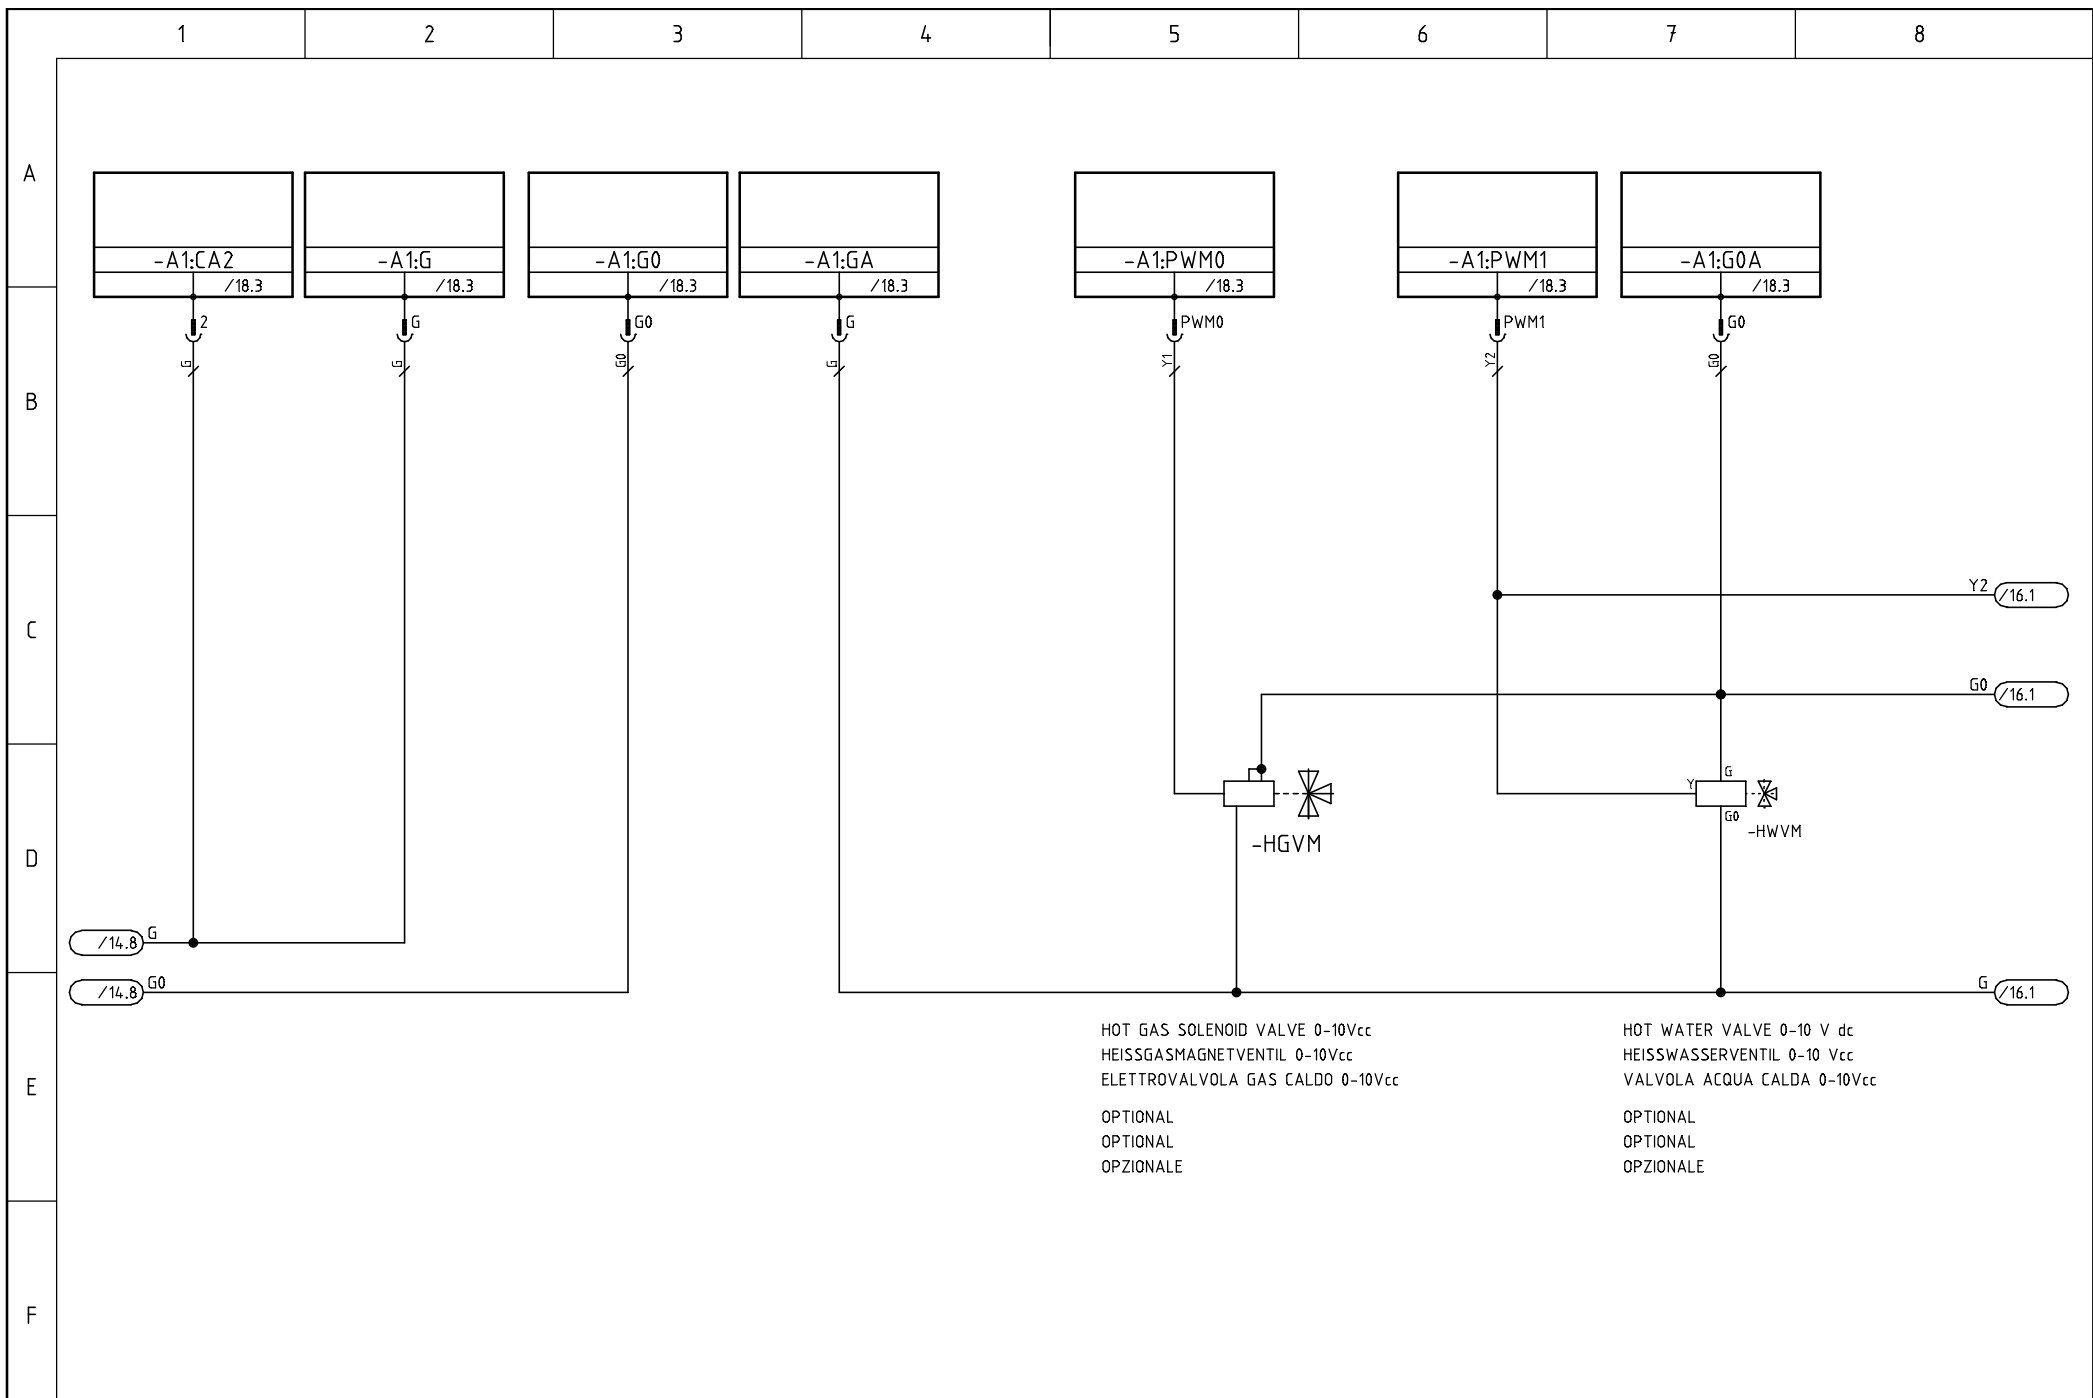 1 2 3 4 5 6 7 8
A
-A1:CA2 -A1:G -A1:G0 -A1:GA -A1:PWM0 -A1:PWM1 -A1:G0A
/18.3 /18.3 /18.3 /18.3 /18.3 /18.3 /18.3
2 G G0 G PWM0 PWM1 G0
G G G0 G Y1 Y2 G0
B
Y2 /16.1
C
G0 /16.1
G
Y
G0
-HWVM
-HGVM
D
/14.8 G
/14.8 G0
G /16.1
HOT GAS SOLENOID VALVE 0-10Vcc
HEISSGASMAGNETVENTIL 0-10Vcc
ELETTROVALVOLA GAS CALDO 0-10Vcc
OPTIONAL
OPTIONAL
OPZIONALE
HOT WATER VALVE 0-10 V dc
HEISSWASSERVENTIL 0-10 Vcc
VALVOLA ACQUA CALDA 0-10Vcc
OPTIONAL
OPTIONAL
OPZIONALE
E
F